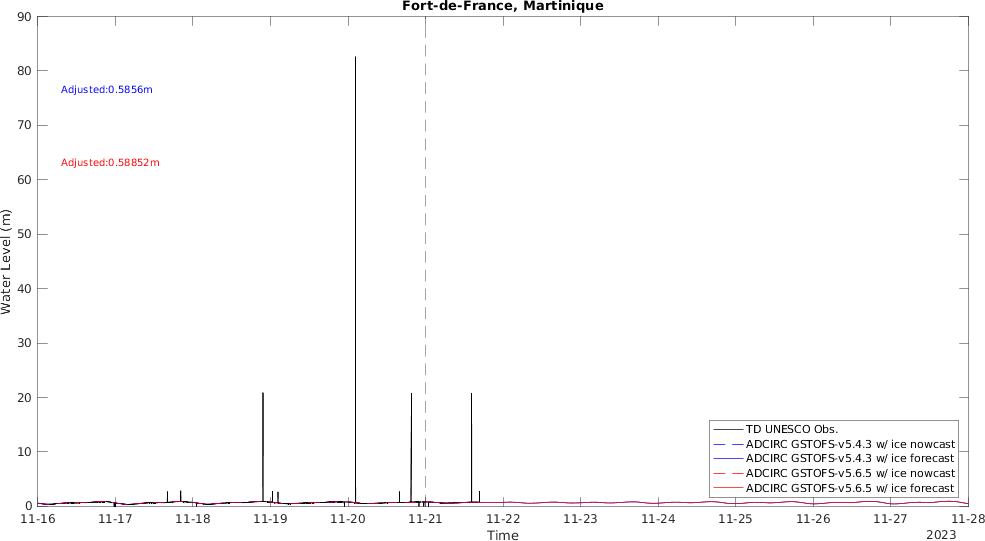 Fort-de-France, Martinique
90
80
70
60
50
40
30
20
10
0
Water Level (m)
Adjusted:0.5856m
Adjusted:0.58852m
TD UNESCO Obs.
ADCIRC GSTOFS-v5.4.3 w/ ice nowcast
ADCIRC GSTOFS-v5.4.3 w/ ice forecast
ADCIRC GSTOFS-v5.6.5 w/ ice nowcast
ADCIRC GSTOFS-v5.6.5 w/ ice forecast
11-16 11-17 11-18 11-19 11-20 11-21 11-22 11-23 11-24 11-25 11-26 11-27 11-28
Time
2023